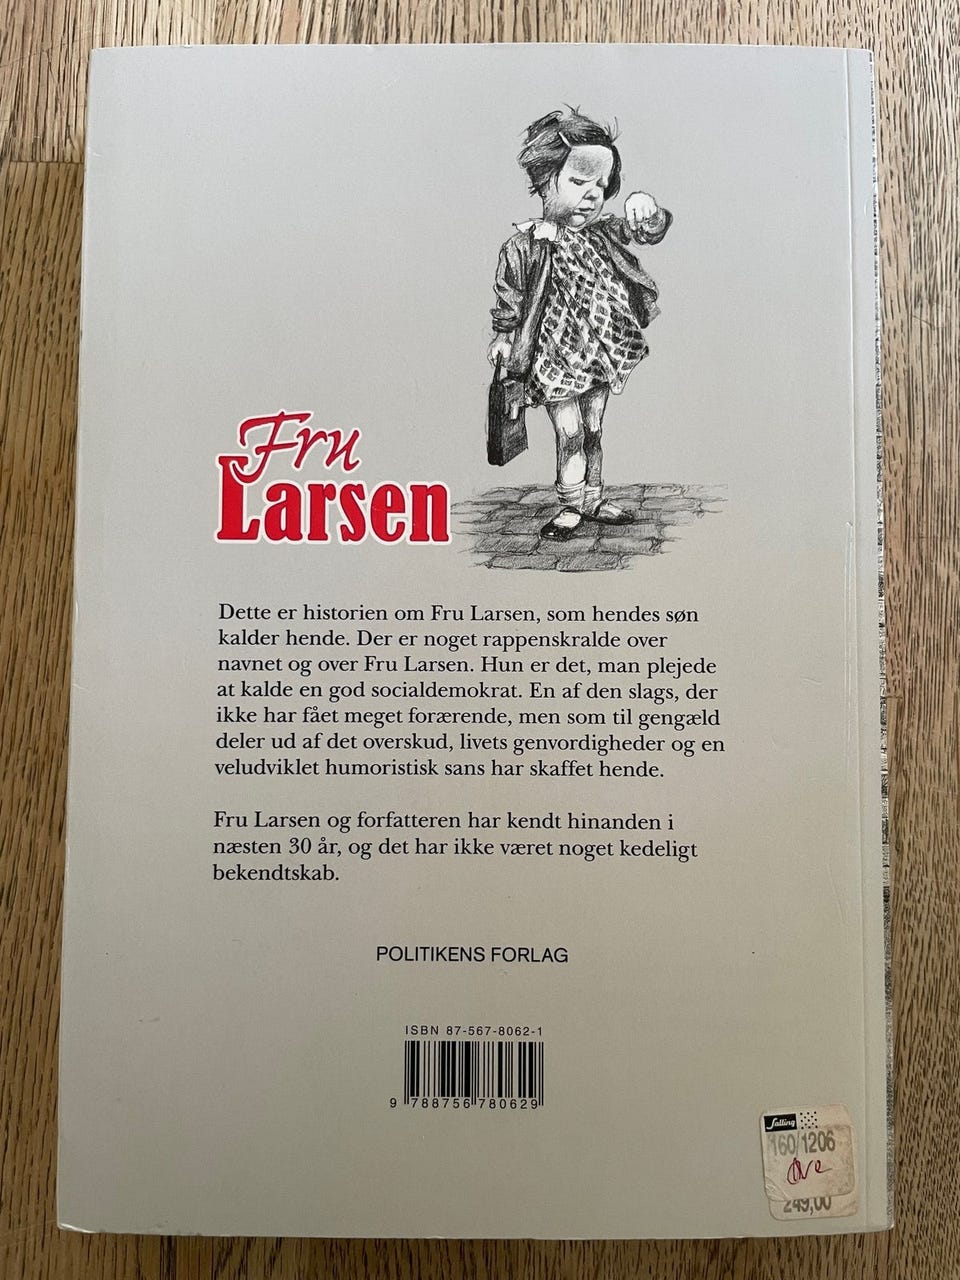 Fru
Larsen
Dette er historien om Fru Larsen, som hendes søn
kalder hende. Der er noget rappenskralde over
navnet og over Fru Larsen. Hun er det, man plejede
at kalde en god socialdemokrat. En af den slags, der
ikke har fået meget forærende, men som til gengæld
deler ud af det overskud, livets genvordigheder og en
veludviklet humoristisk sans har skaffet hende.
Fru Larsen og forfatteren har kendt hinanden i
næsten 30 år, og det har ikke været noget kedeligt
bekendtskab.
POLITIKENS FORLAG
ISBN 87-567-8062-1
9 788756 780629
Salling
160/1206
249,00